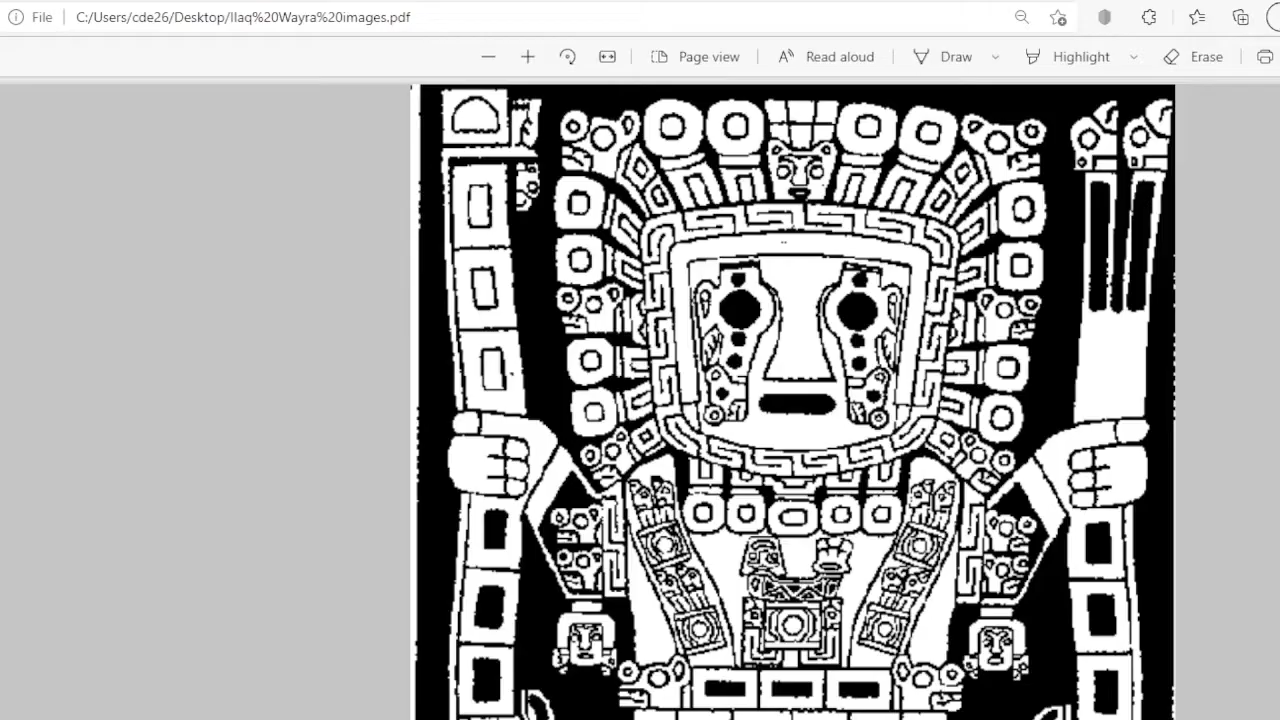 File C:/Users/cde26/Desktop/Ilaq%20Wayra%20images.pdf
Page view Read aloud Draw Highlight Erase